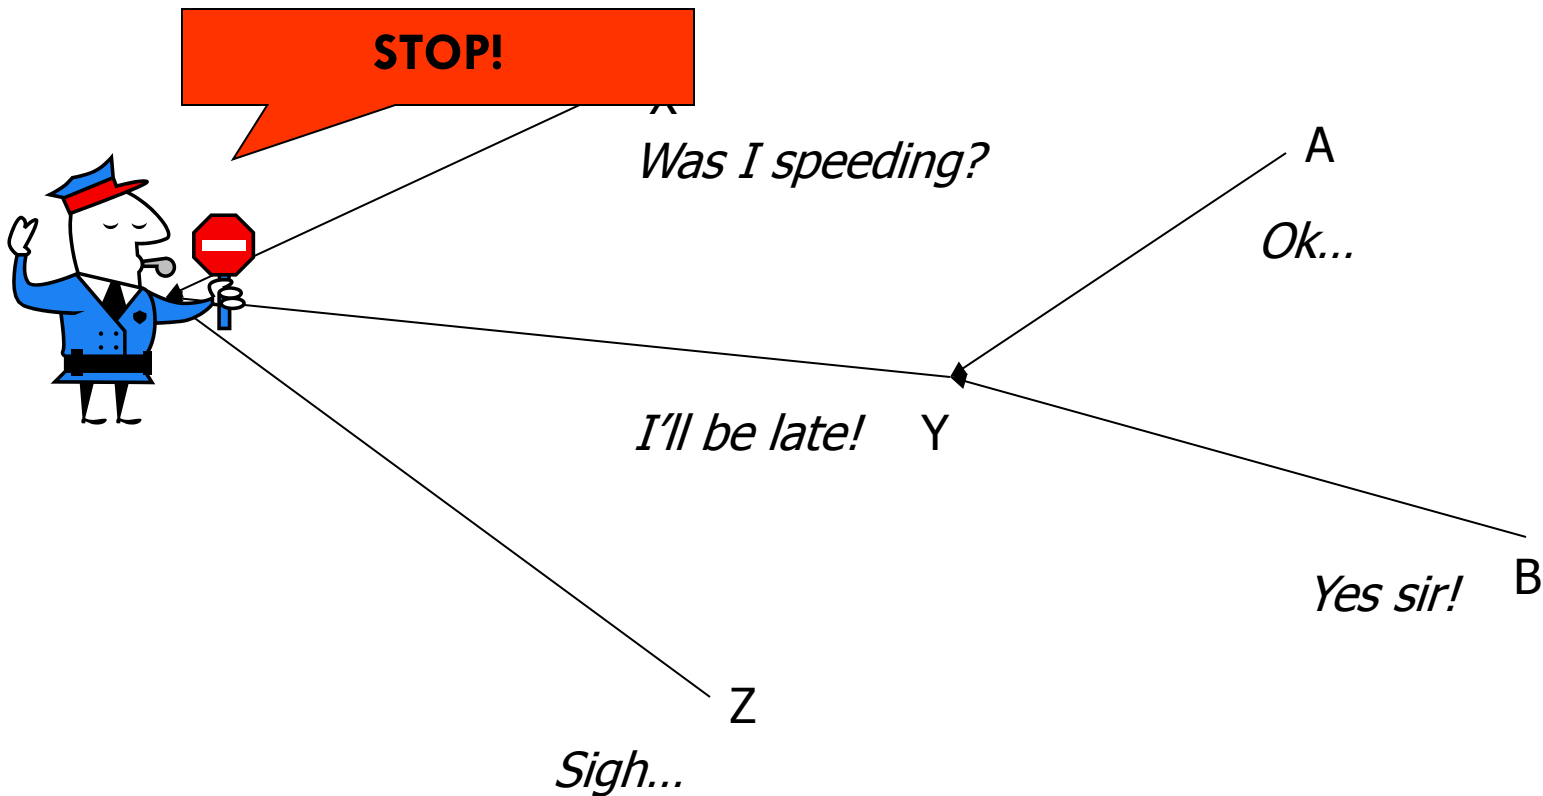 STOP!
Was I speeding?
A
Ok...
I'll be late! Y
B
Yes sir!
Z
Sigh...